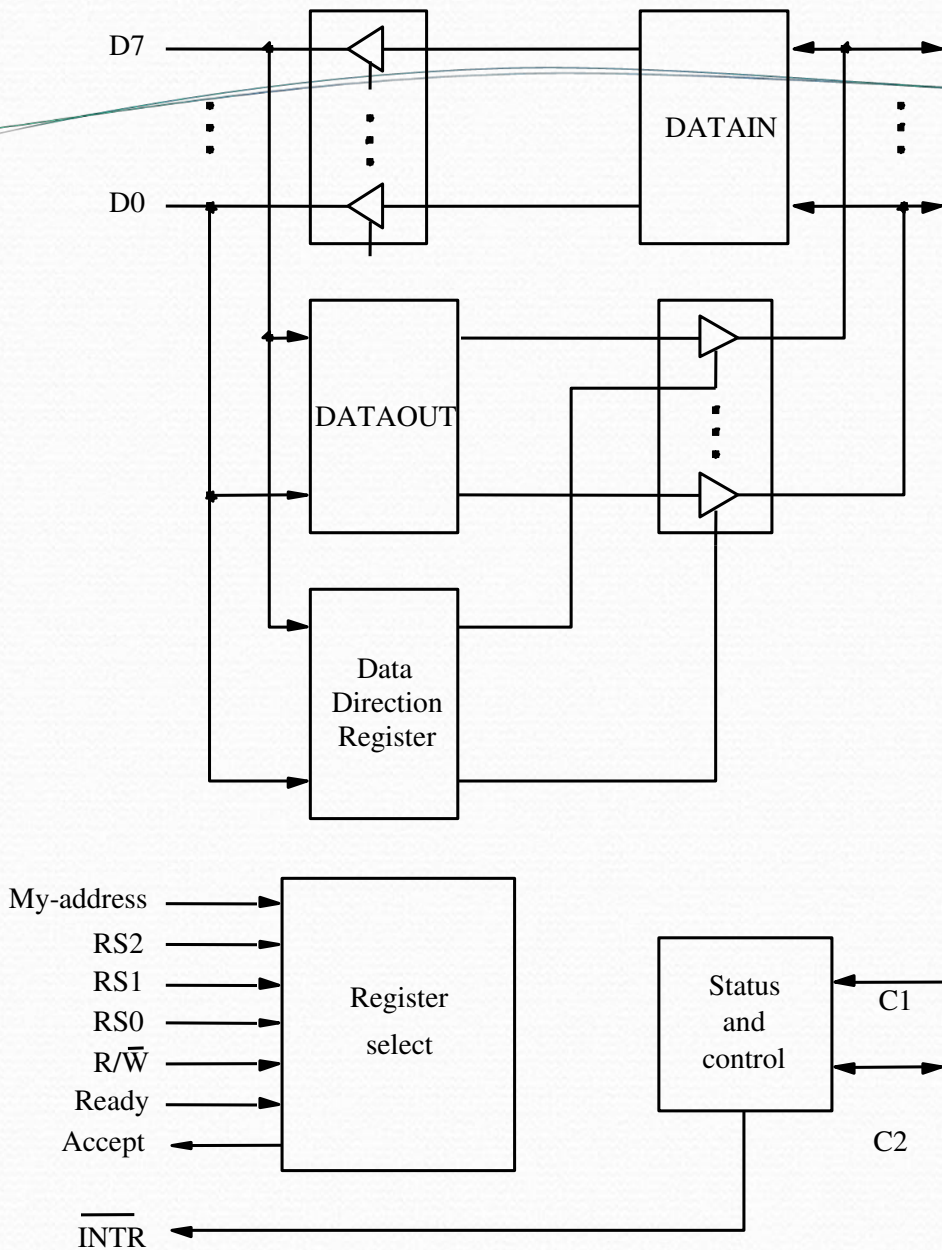 D7
DATAIN
D0
DATAOUT
Data
Direction
Register
My-address
RS2
RS1
RS0
R/W̅
Ready
Accept
Register
select
Status
and
control
C1
C2
I̅N̅T̅R̅